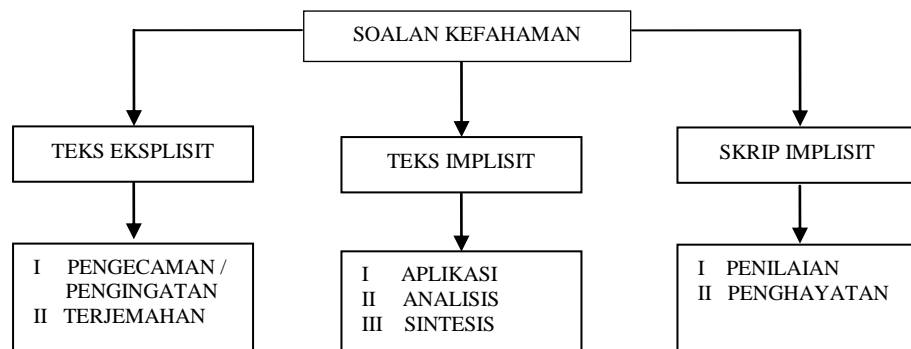 SOALAN KEFAHAMAN
TEKS EKSPLISIT
TEKS IMPLISIT
SKRIP IMPLISIT
I PENGECAMAN /
PENGINGATAN
II TERJEMAHAN
I APLIKASI
II ANALISIS
III SINTESIS
I PENILAIAN
II PENGHAYATAN